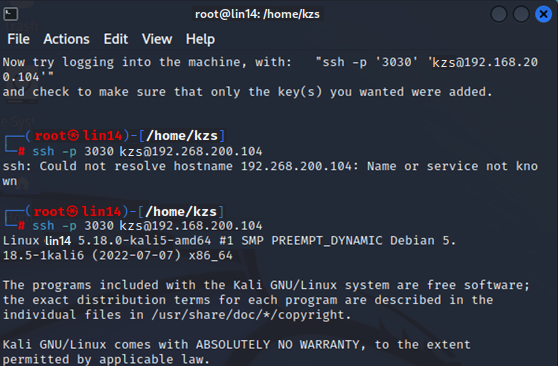 root@lin14: /home/kzs
File Actions Edit View Help
Now try logging into the machine, with: "ssh -p '3030' 'kzs@192.168.20
0.104'"
and check to make sure that only the key(s) you wanted were added.
┌──(root㉿lin14)-[/home/kzs]
└─# ssh -p 3030 kzs@192.268.200.104
ssh: Could not resolve hostname 192.268.200.104: Name or service not kno
wn
┌──(root㉿lin14)-[/home/kzs]
└─# ssh -p 3030 kzs@192.268.200.104
Linux lin14 5.18.0-kali5-amd64 #1 SMP PREEMPT_DYNAMIC Debian 5.
18.5-1kali6 (2022-07-07) x86_64
The programs included with the Kali GNU/Linux system are free software;
the exact distribution terms for each program are described in the
individual files in /usr/share/doc/*/copyright.
Kali GNU/Linux comes with ABSOLUTELY NO WARRANTY, to the extent
permitted by applicable law.